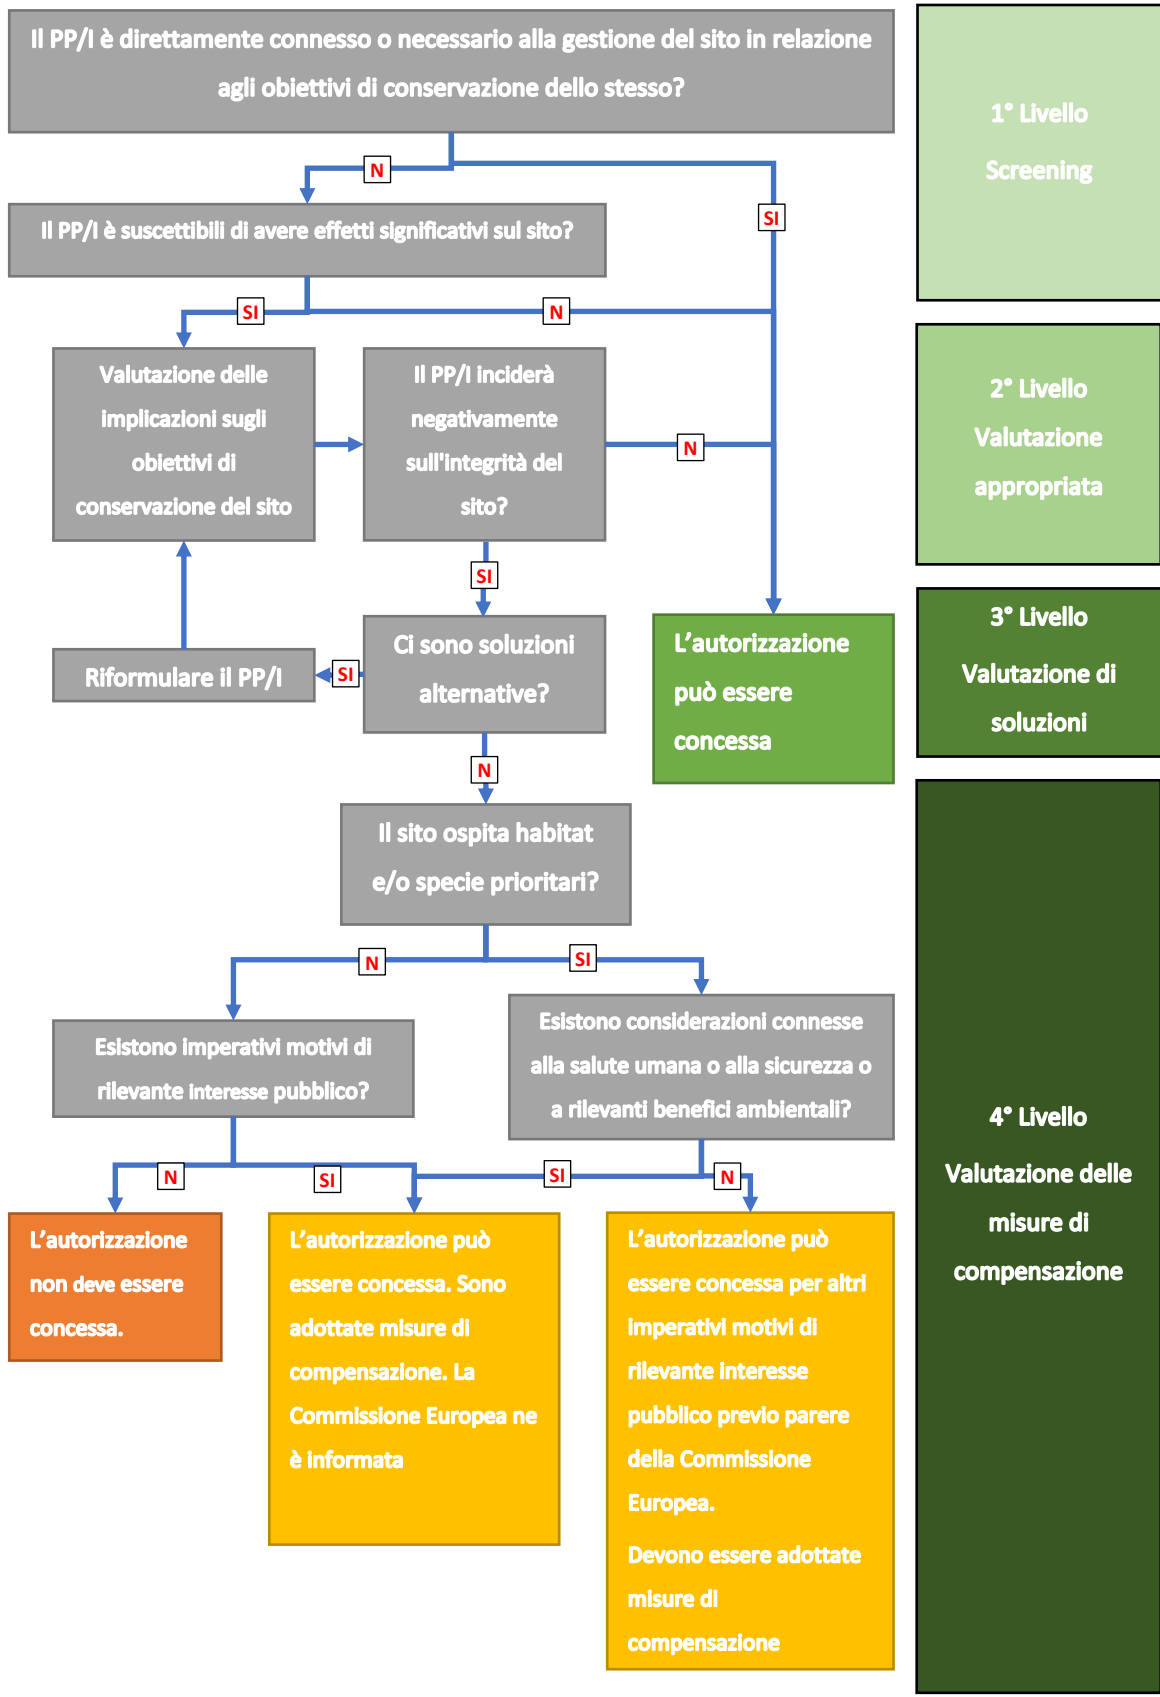 Il PP/I è direttamente connesso o necessario alla gestione del sito in relazione
agli obiettivi di conservazione dello stesso?
N
SI
Il PP/I è suscettibili di avere effetti significativi sul sito?
SI
N
Valutazione delle
implicazioni sugli
obiettivi di
conservazione del sito
Il PP/I inciderà
negativamente
sull'integrità del
sito?
N
SI
Ci sono soluzioni
alternative?
SI
Riformulare il PP/I
L'autorizzazione
può essere
concessa
N
Il sito ospita habitat
e/o specie prioritari?
N
SI
Esistono imperativi motivi di
rilevante interesse pubblico?
Esistono considerazioni connesse
alla salute umana o alla sicurezza o
a rilevanti benefici ambientali?
N
SI
SI
N
L'autorizzazione
non deve essere
concessa.
L'autorizzazione può
essere concessa. Sono
adottate misure di
compensazione. La
Commissione Europea ne
è informata
L'autorizzazione può
essere concessa per altri
imperativi motivi di
rilevante interesse
pubblico previo parere
della Commissione
Europea.
Devono essere adottate
misure di
compensazione
1° Livello
Screening
2° Livello
Valutazione
appropriata
3° Livello
Valutazione di
soluzioni
4° Livello
Valutazione delle
misure di
compensazione